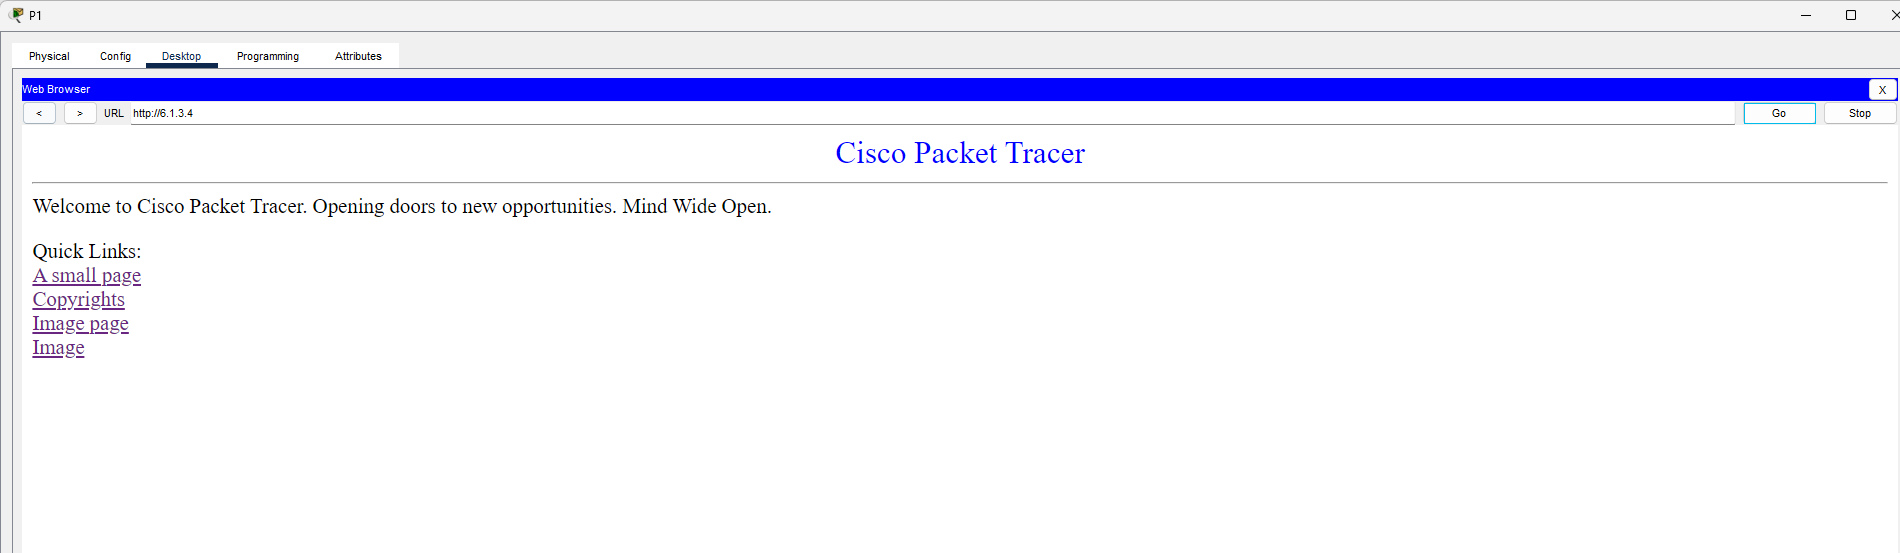 P1
Physical Config Desktop Programming Attributes
Web Browser X
< > URL http://6.1.3.4 Go Stop
Cisco Packet Tracer
Welcome to Cisco Packet Tracer. Opening doors to new opportunities. Mind Wide Open.
Quick Links:
A small page
Copyrights
Image page
Image